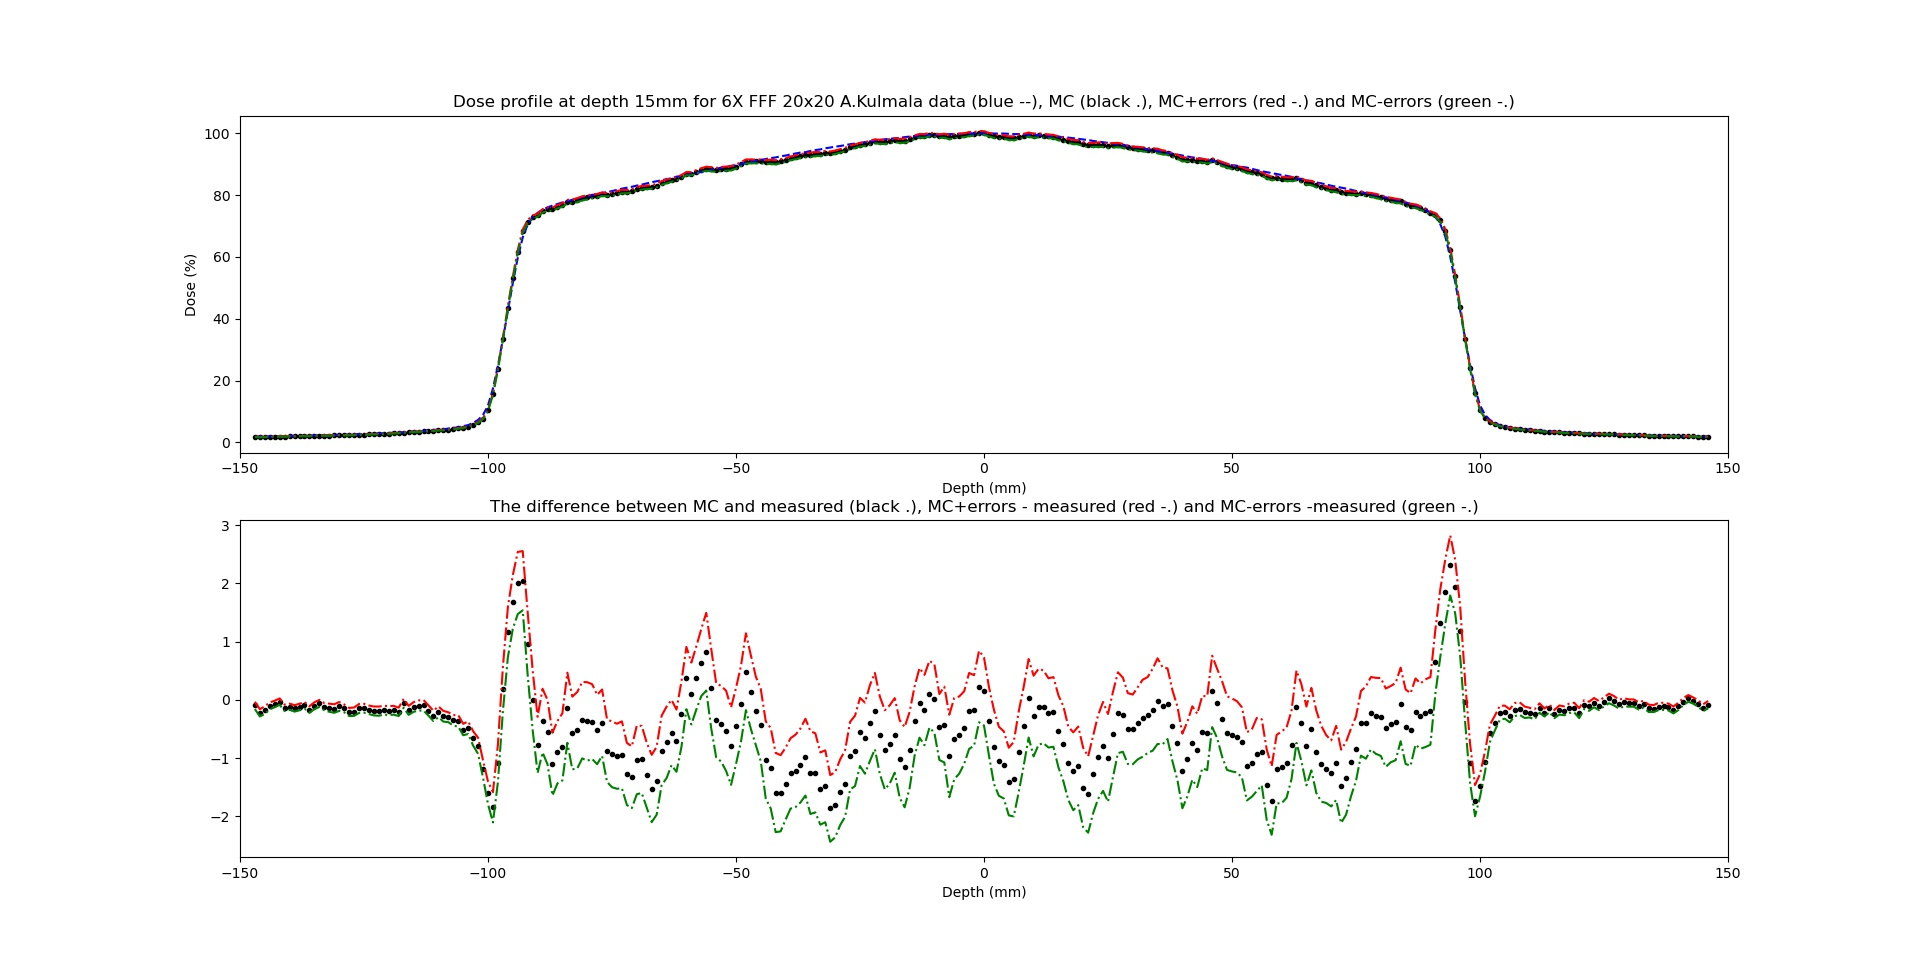 Dose profile at depth 15mm for 6X FFF 20x20 A.Kulmala data (blue --), MC (black .), MC+errors (red -.) and MC-errors (green -.)
100
80
60
40
20
0
Dose (%)
−150 −100 −50 0 50 100 150
Depth (mm)
The difference between MC and measured (black .), MC+errors - measured (red -.) and MC-errors -measured (green -.)
3
2
1
0
−1
−2
−150 −100 −50 0 50 100 150
Depth (mm)